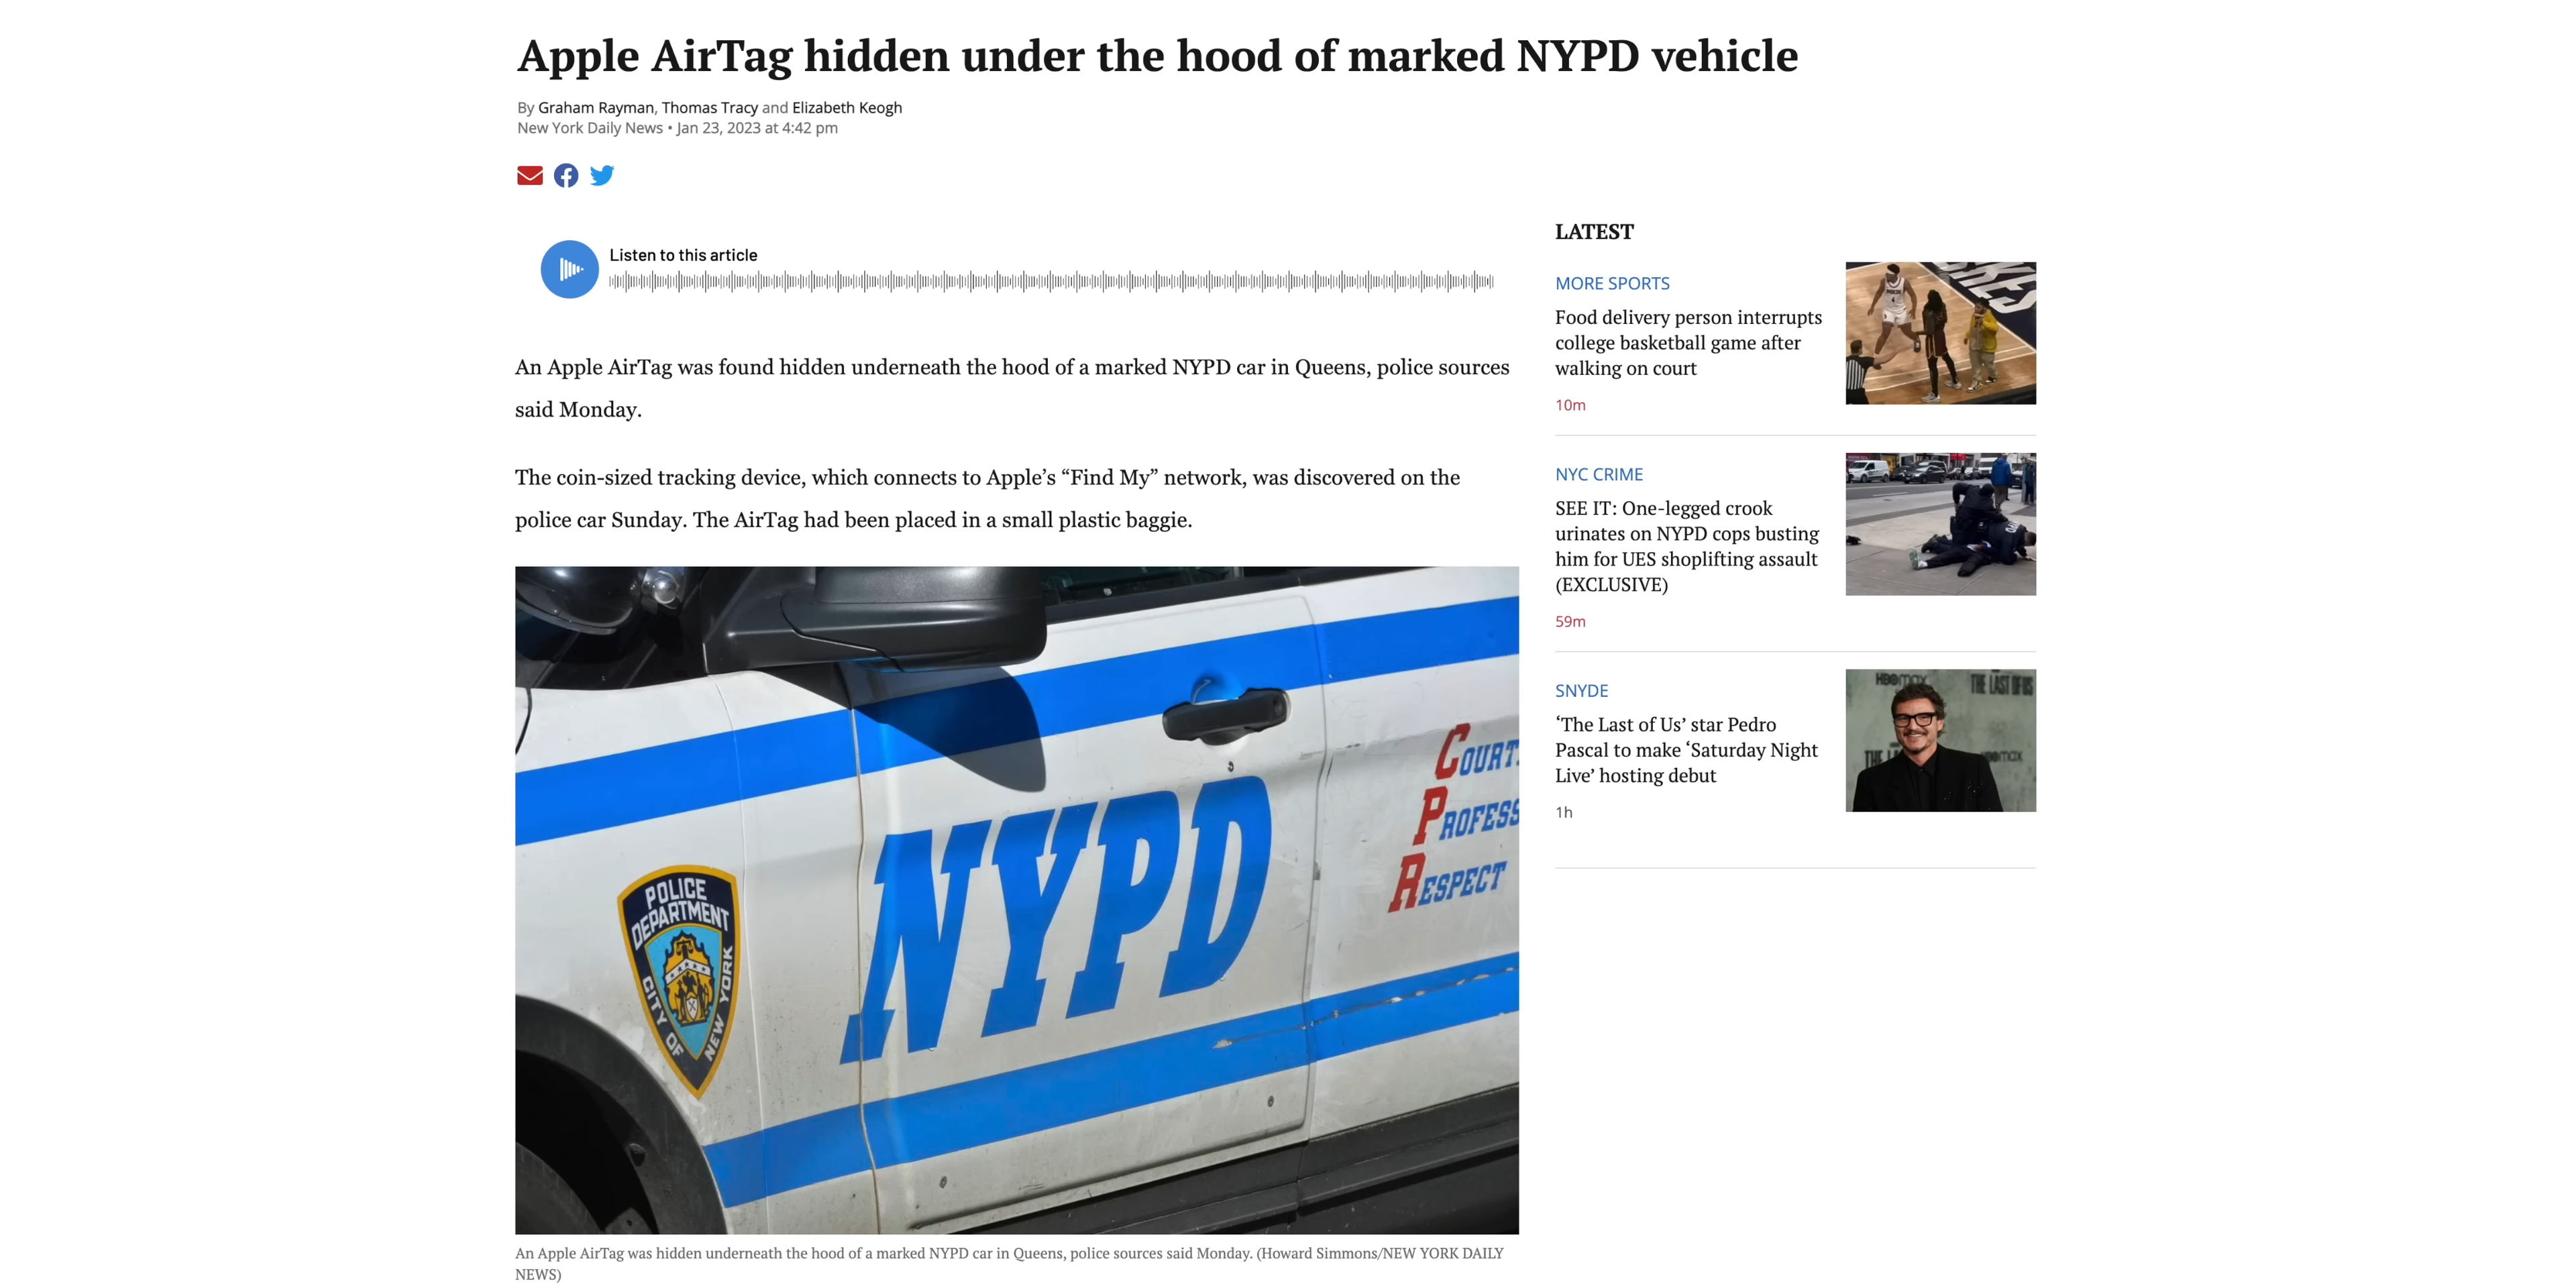 Apple AirTag hidden under the hood of marked NYPD vehicle
By Graham Rayman, Thomas Tracy and Elizabeth Keogh
New York Daily News • Jan 23, 2023 at 4:42 pm
Listen to this article
An Apple AirTag was found hidden underneath the hood of a marked NYPD car in Queens, police sources
said Monday.
The coin-sized tracking device, which connects to Apple’s “Find My” network, was discovered on the
police car Sunday. The AirTag had been placed in a small plastic baggie.
POLICE
DEPARTMENT
CITY OF
NEW YORK
NYPD
COURT
PROFESS
RESPECT
An Apple AirTag was hidden underneath the hood of a marked NYPD car in Queens, police sources said Monday. (Howard Simmons/NEW YORK DAILY
NEWS)
LATEST
MORE SPORTS
Food delivery person interrupts
college basketball game after
walking on court
10m
NYC CRIME
SEE IT: One-legged crook
urinates on NYPD cops busting
him for UES shoplifting assault
(EXCLUSIVE)
59m
SNYDE
‘The Last of Us’ star Pedro
Pascal to make ‘Saturday Night
Live’ hosting debut
1h
HBOmax
THE LAST OF US